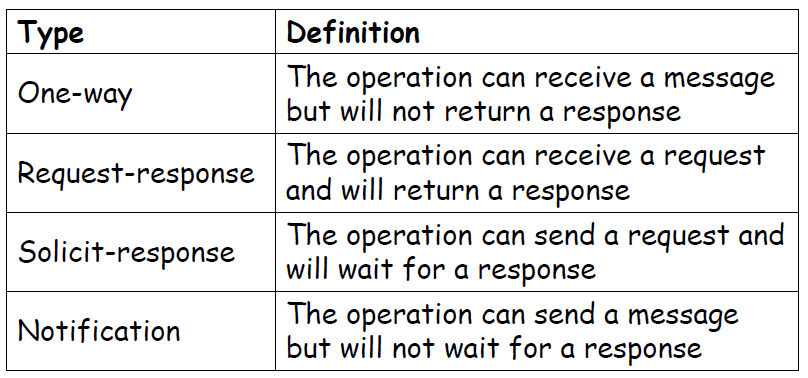 Type
Definition
One-way
The operation can receive a message
but will not return a response
Request-response
The operation can receive a request
and will return a response
Solicit-response
The operation can send a request and
will wait for a response
Notification
The operation can send a message
but will not wait for a response